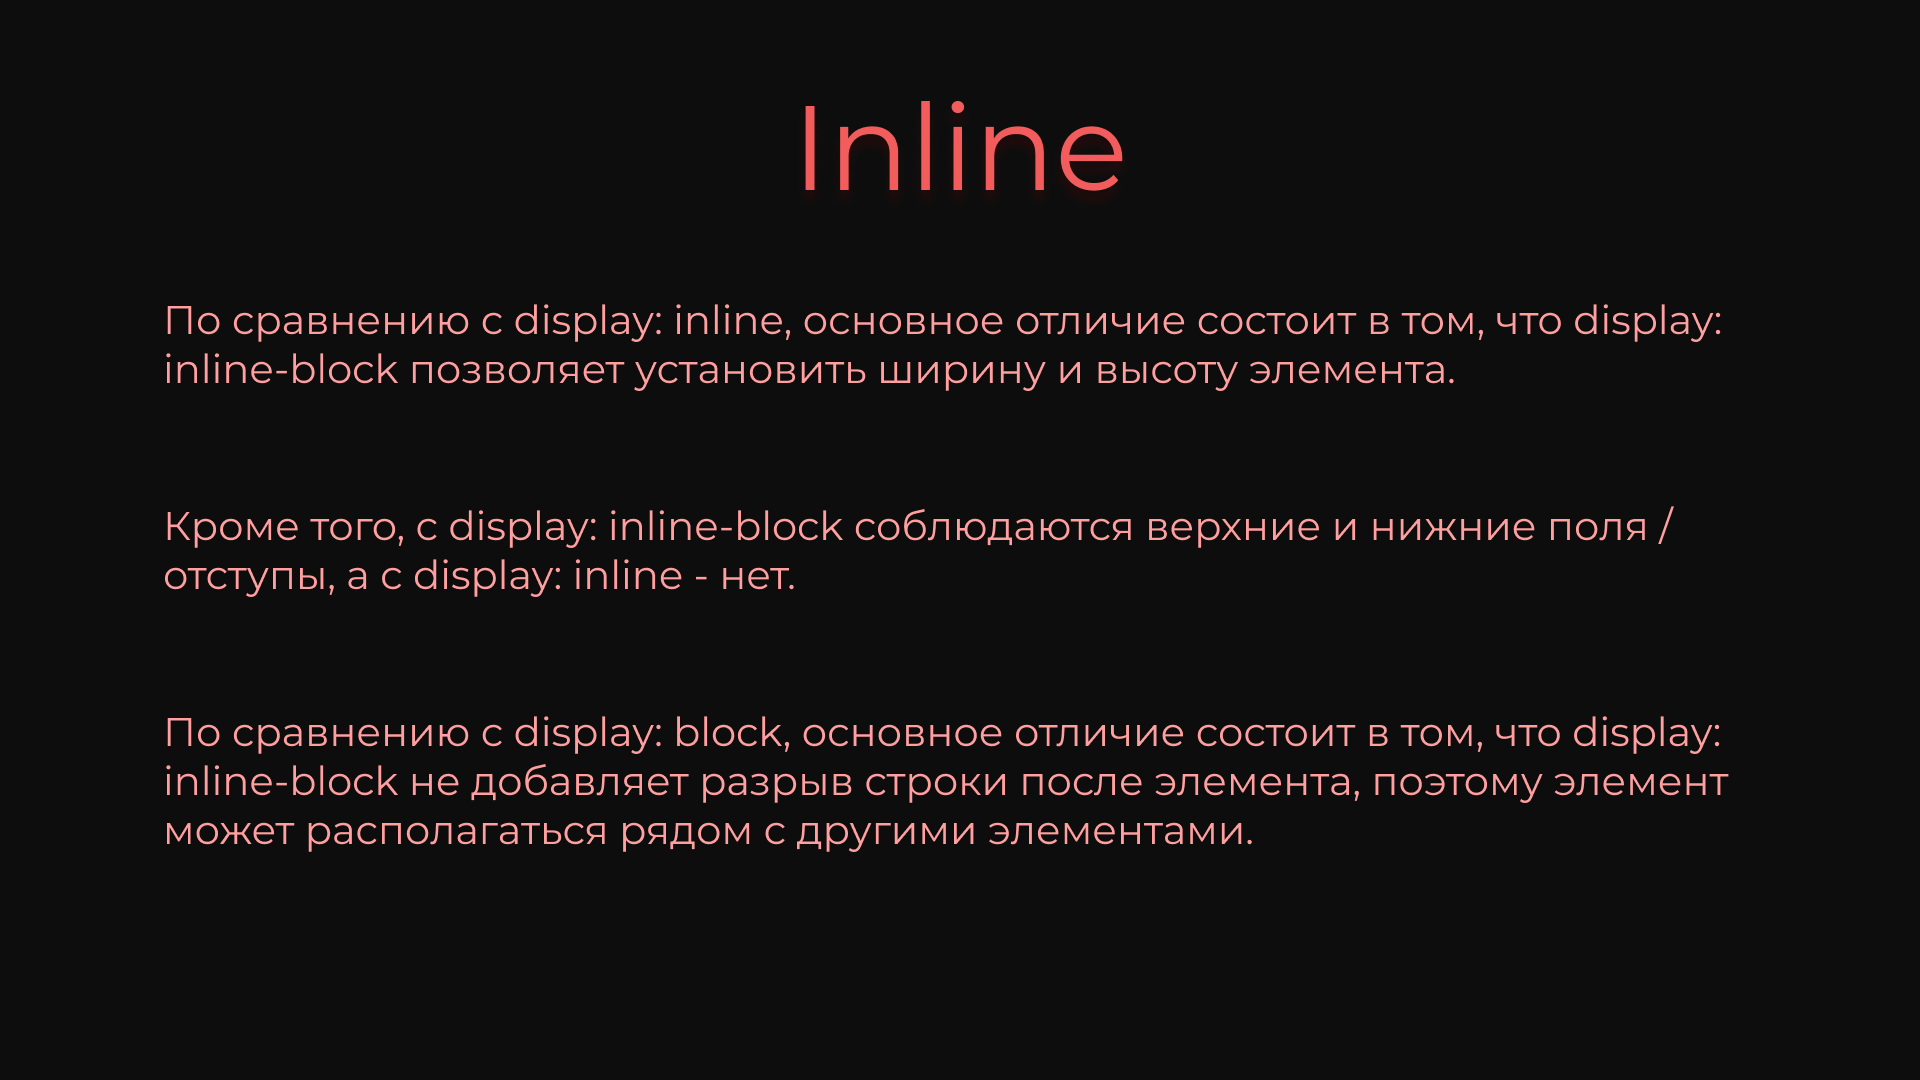 Inline
По сравнению с display: inline, основное отличие состоит в том, что display:
inline-block позволяет установить ширину и высоту элемента.
Кроме того, с display: inline-block соблюдаются верхние и нижние поля /
отступы, а с display: inline - нет.
По сравнению с display: block, основное отличие состоит в том, что display:
inline-block не добавляет разрыв строки после элемента, поэтому элемент
может располагаться рядом с другими элементами.